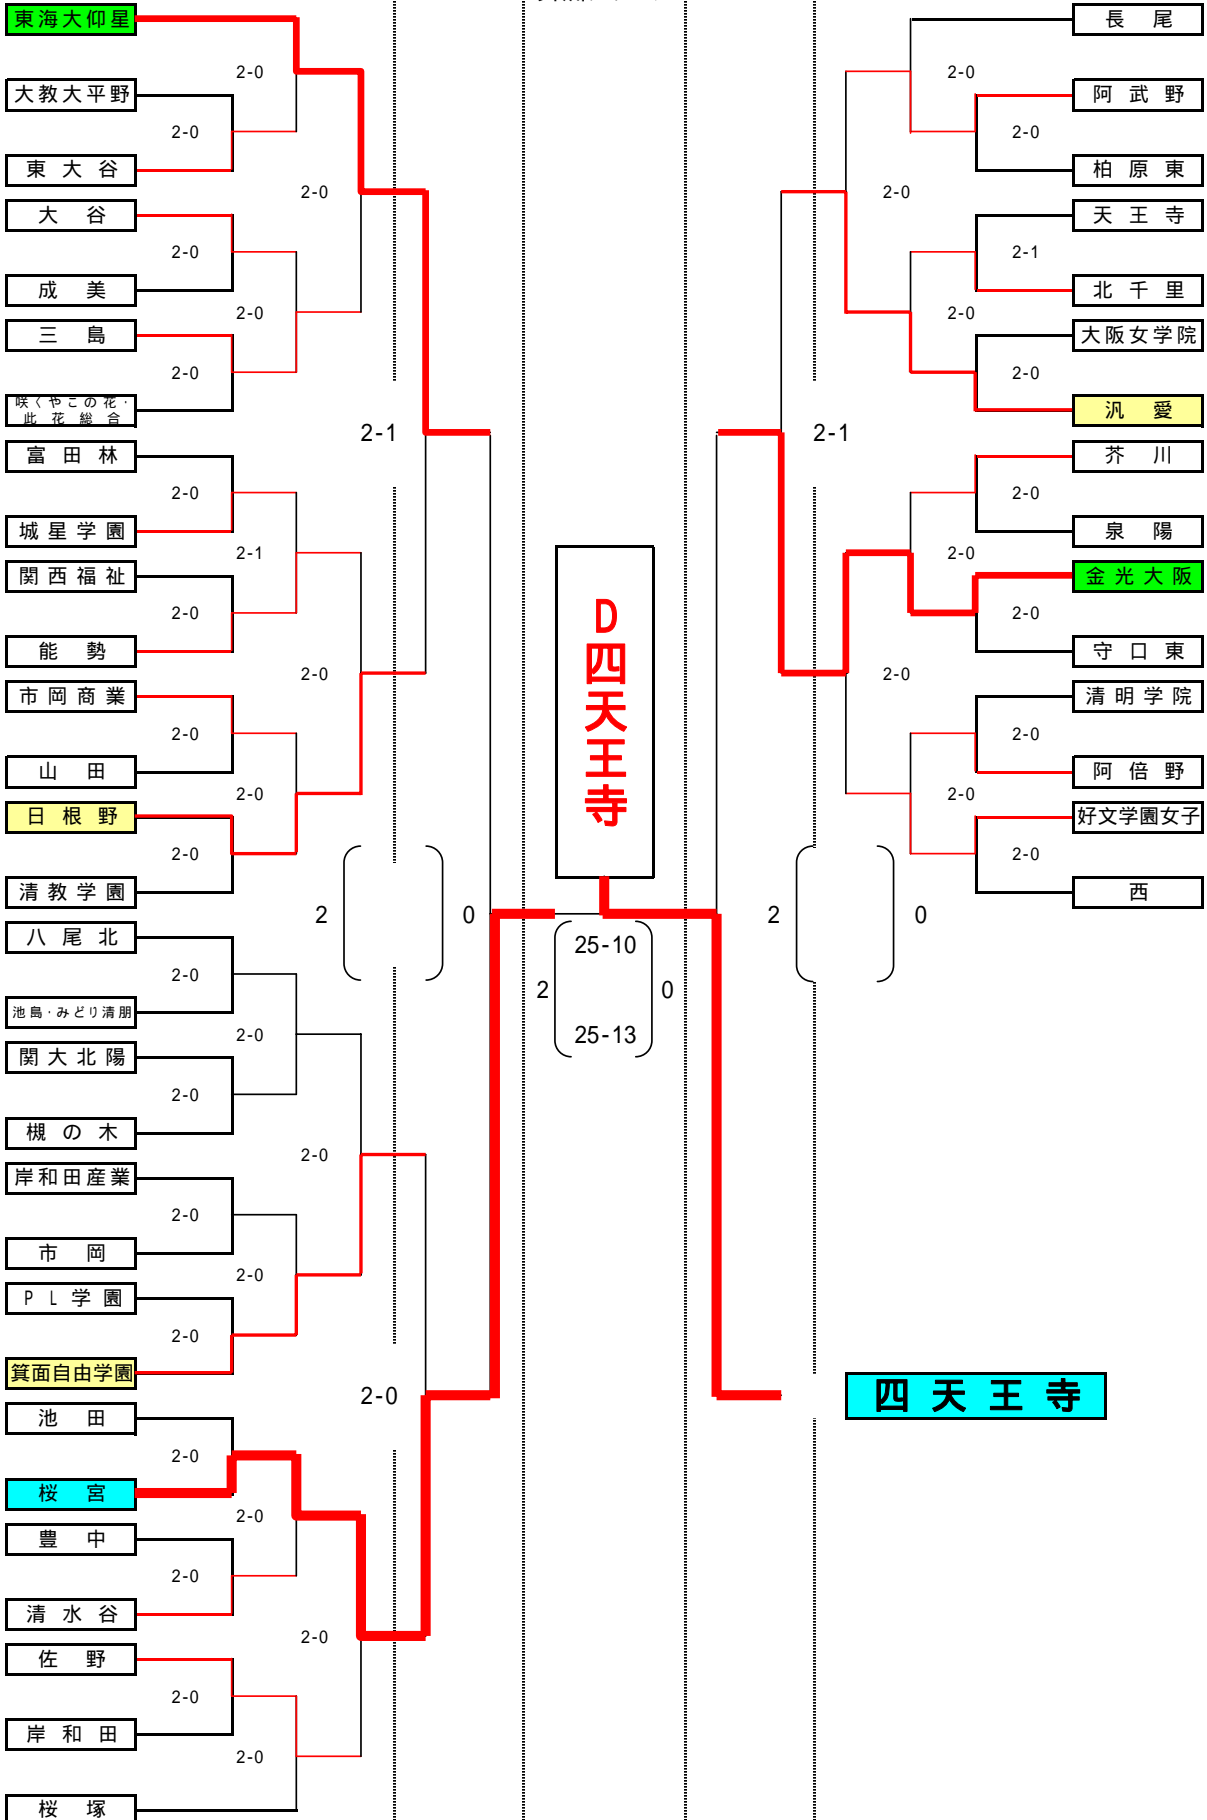 東海大仰星
2-0
大教大平野
2-0
東大谷
2-0
大谷
2-0
成美
2-0
三島
2-0
咲くやこの花・
此花総合
2-1
富田林
2-0
城星学園
2-1
関西福祉
2-0
能勢
2-0
市岡商業
2-0
山田
2-0
日根野
2-0
清教学園
2
0
八尾北
2-0
池島・みどり清朋
2-0
関大北陽
2-0
槻の木
2-0
岸和田産業
2-0
市岡
2-0
PL学園
2-0
箕面自由学園
2-0
池田
2-0
桜宮
2-0
豊中
2-0
清水谷
2-0
佐野
2-0
岸和田
2-0
桜塚
D四天王寺
25-10
2
0
25-13
長尾
2-0
阿武野
2-0
柏原東
2-0
天王寺
2-1
北千里
2-0
大阪女学院
2-0
汎愛
2-1
芥川
2-0
泉陽
2-0
金光大阪
2-0
守口東
2-0
清明学院
2-0
阿倍野
2-0
好文学園女子
2-0
西
2
0
四天王寺